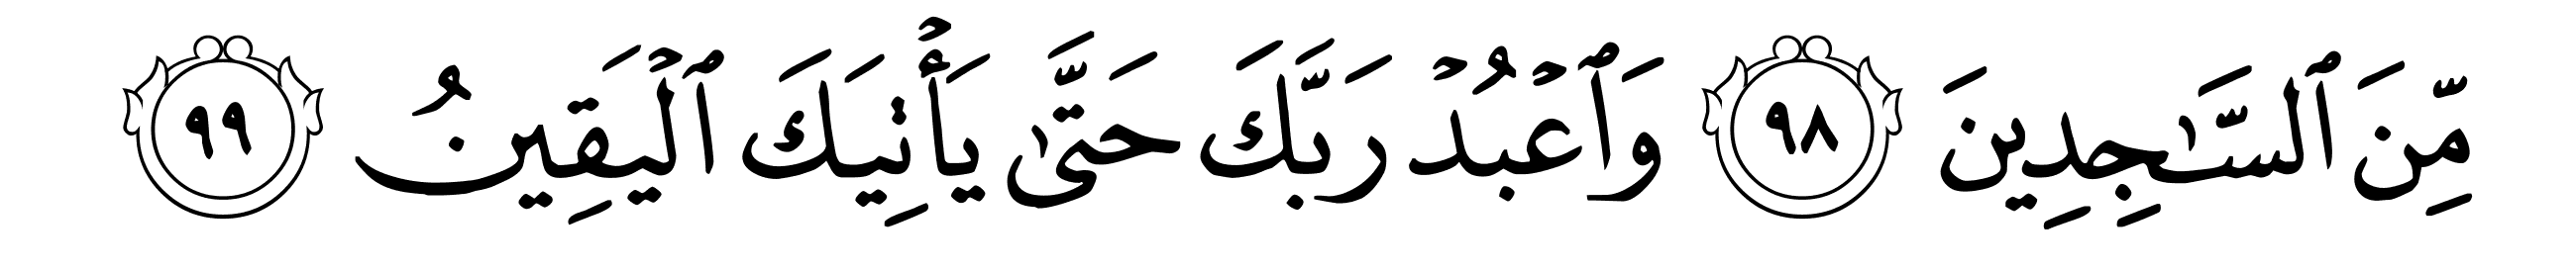 مِّنَ ٱلسَّٰجِدِينَ ٩٨ وَٱعۡبُدۡ رَبَّكَ حَتَّىٰ يَأۡتِيَكَ ٱلۡيَقِينُ ٩٩